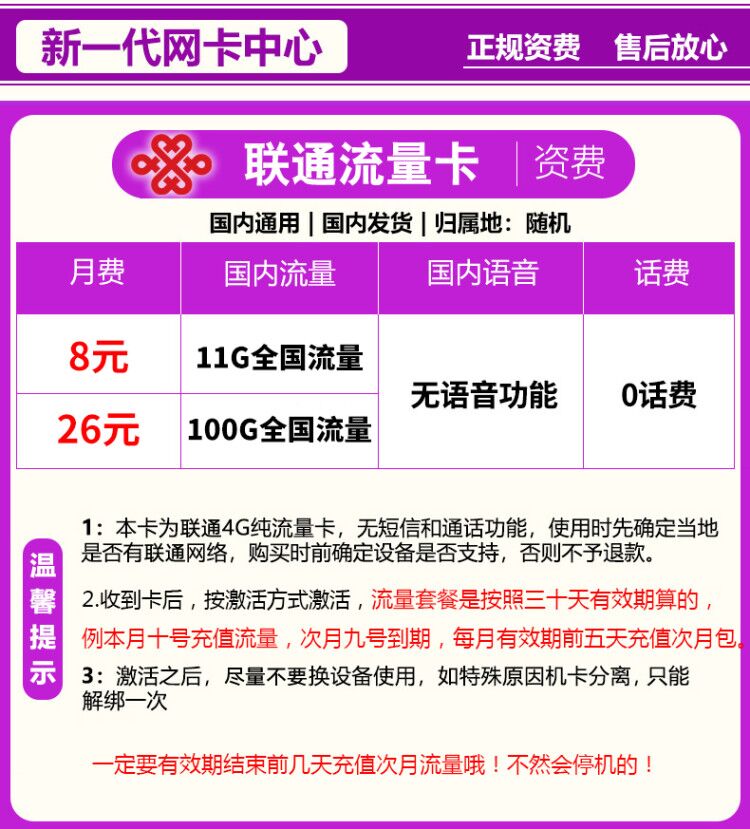 新一代网卡中心
正规资费 售后放心
联通流量卡 | 资费
国内通用 | 国内发货 | 归属地：随机
月费 国内流量 国内语音 话费
8元 11G全国流量
无语音功能 0话费
26元 100G全国流量
温馨提示
1：本卡为联通4G纯流量卡，无短信和通话功能，使用时先确定当地
是否有联通网络，购买时前确定设备是否支持，否则不予退款。
2.收到卡后，按激活方式激活，流量套餐是按照三十天有效期算的，
例本月十号充值流量，次月九号到期，每月有效期前五天充值次月包。
3：激活之后，尽量不要换设备使用，如特殊原因机卡分离，只能
解绑一次
一定要有效期结束前几天充值次月流量哦！不然会停机的！